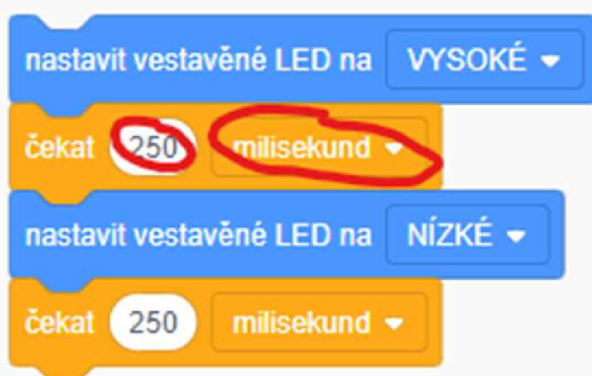 nastavit vestavěné LED na VYSOKÉ
čekat 250 milisekund
nastavit vestavěné LED na NÍZKÉ
čekat 250 milisekund